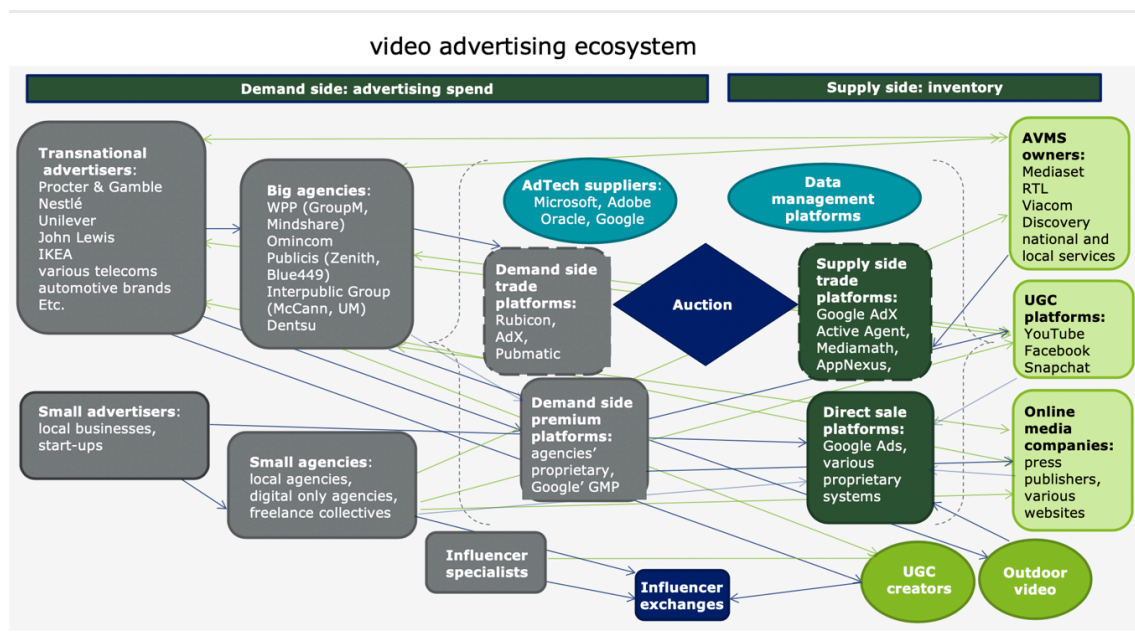 video advertising ecosystem
Demand side: advertising spend
Supply side: inventory
Transnational
advertisers:
Procter & Gamble
Nestlé
Unilever
John Lewis
IKEA
various telecoms
automotive brands
Etc.
Big agencies:
WPP (GroupM,
Mindshare)
Omincom
Publicis (Zenith,
Blue449)
Interpublic Group
(McCann, UM)
Dentsu
AdTech suppliers:
Microsoft, Adobe
Oracle, Google
Data
management
platforms
AVMS
owners:
Mediaset
RTL
Viacom
Discovery
national and
local services
Demand side
trade
platforms:
Rubicon,
AdX,
Pubmatic
Auction
Supply side
trade
platforms:
Google AdX
Active Agent,
Mediamath,
AppNexus,
UGC
platforms:
YouTube
Facebook
Snapchat
Small advertisers:
local businesses,
start-ups
Small agencies:
local agencies,
digital only agencies,
freelance collectives
Demand side
premium
platforms:
agencies’
proprietary,
Google’ GMP
Direct sale
platforms:
Google Ads,
various
proprietary
systems
Online
media
companies:
press
publishers,
various
websites
Influencer
specialists
Influencer
exchanges
UGC
creators
Outdoor
video